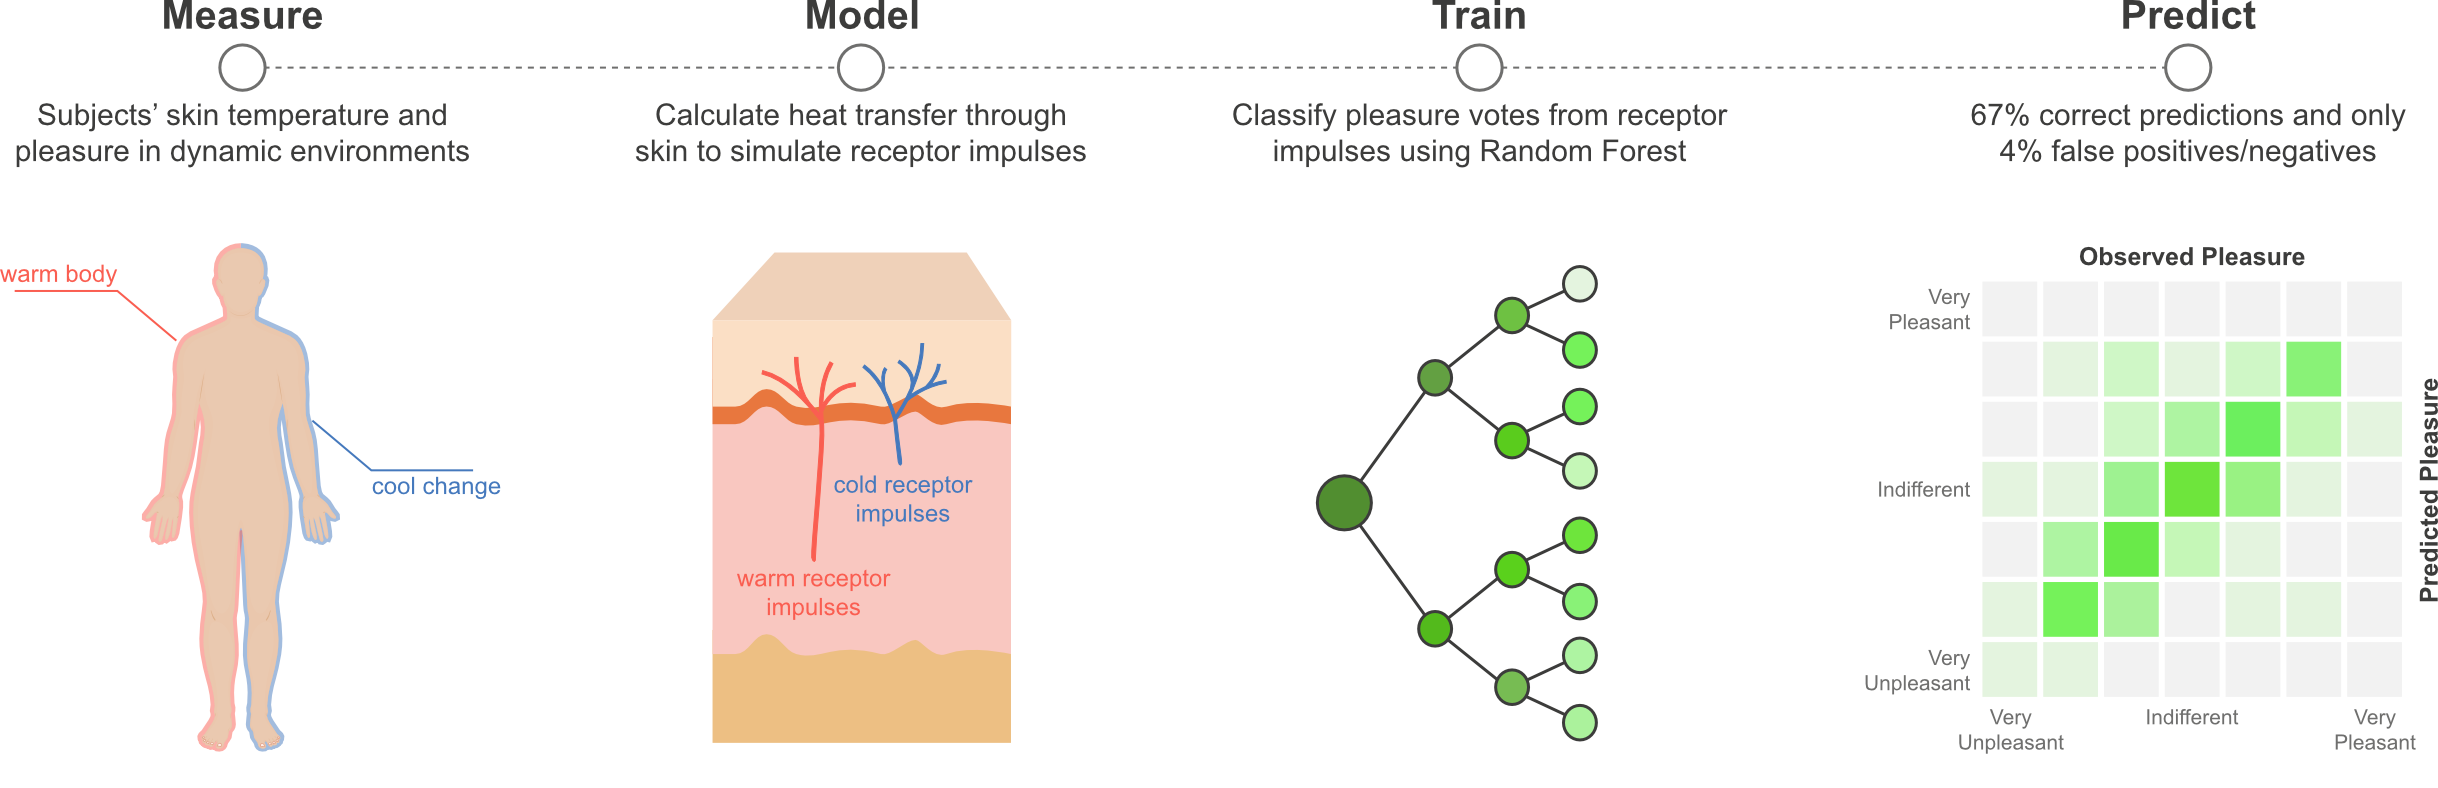 Measure
Subjects’ skin temperature and
pleasure in dynamic environments
warm body
cool change
Model
Calculate heat transfer through
skin to simulate receptor impulses
cold receptor
impulses
warm receptor
impulses
Train
Classify pleasure votes from receptor
impulses using Random Forest
Predict
67% correct predictions and only
4% false positives/negatives
Observed Pleasure
Very
Pleasant
Indifferent
Very
Unpleasant
Predicted Pleasure
Very
Unpleasant
Indifferent
Very
Pleasant